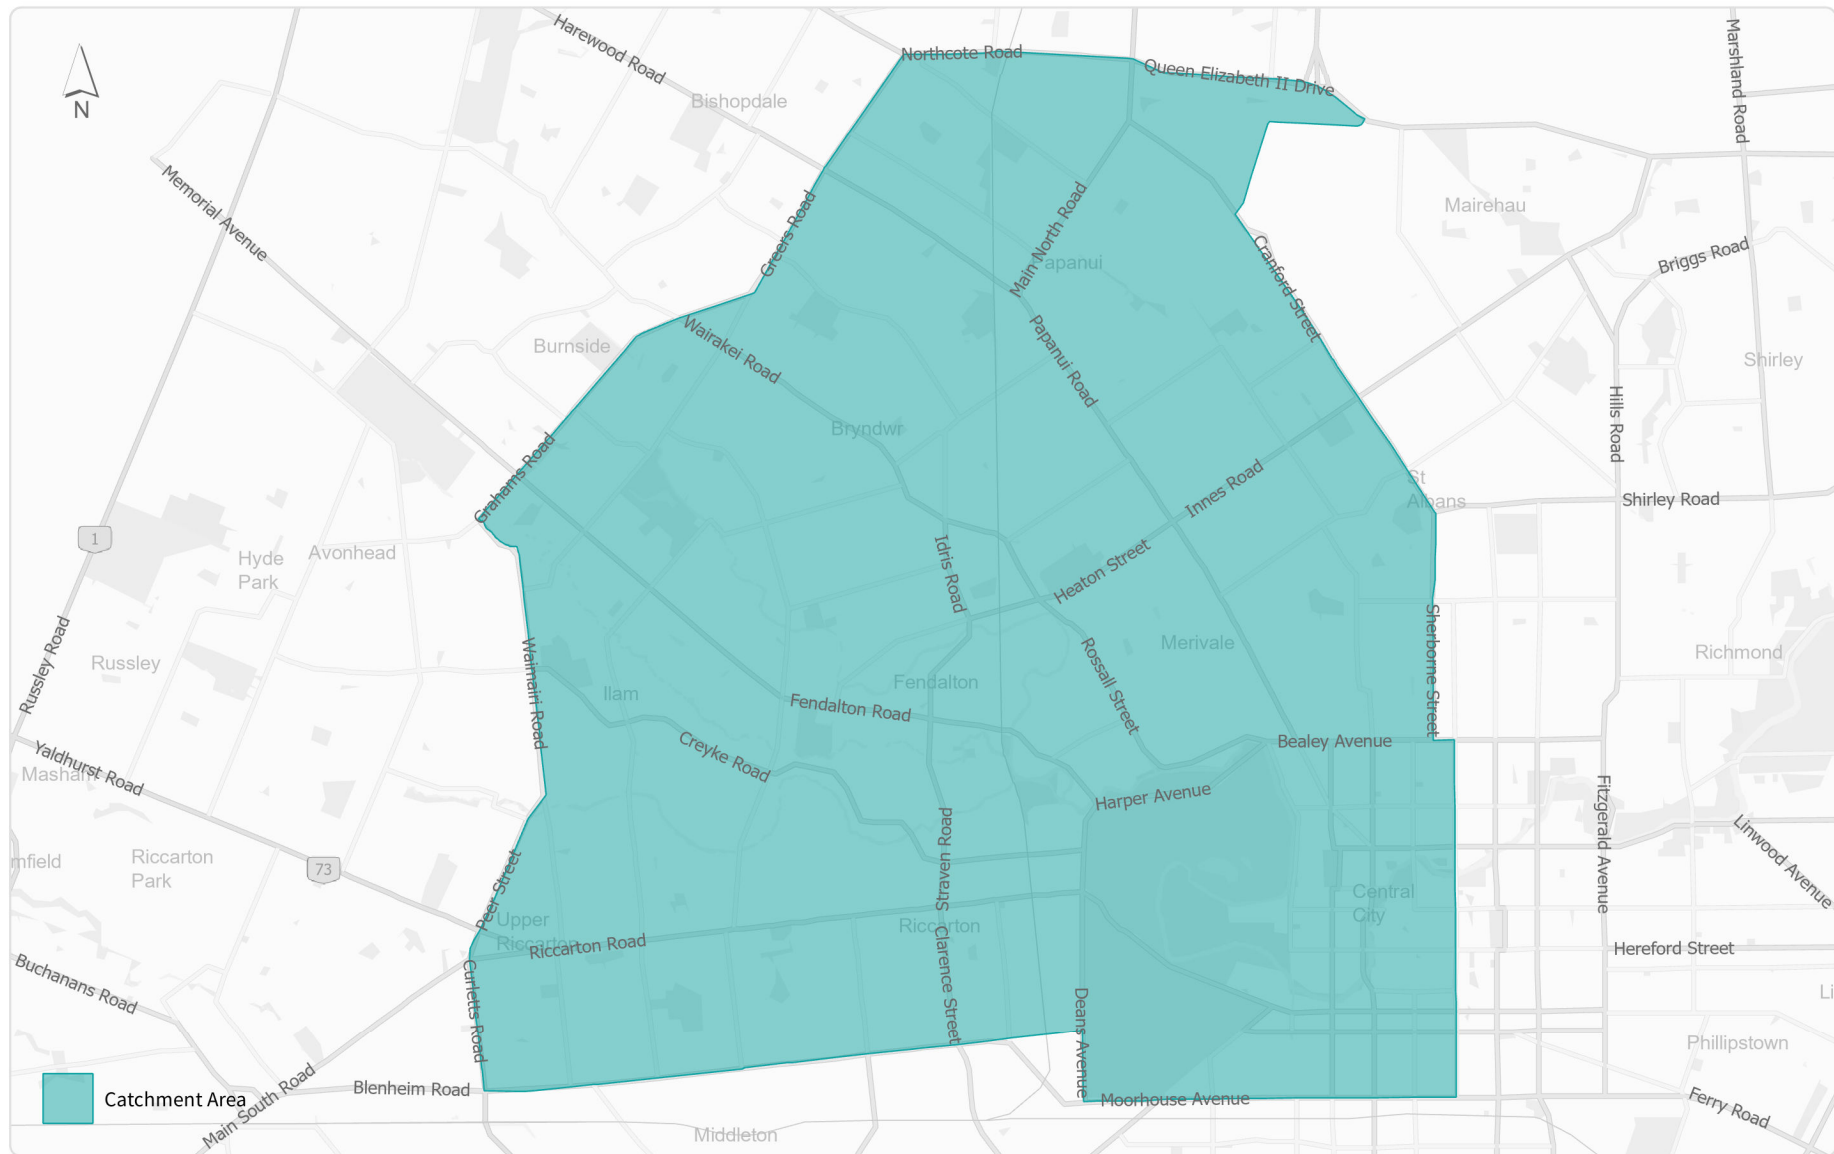 Harewood Road
Northcote Road
Queen Elizabeth II Drive
Marshland Road
N
Bishopdale
Memorial Avenue
Greers Road
Main North Road
Papanui
Mairehau
Cranford Street
Briggs Road
Burnside
Wairakei Road
Papanui Road
Shirley
Bryndwr
Hills Road
Grahams Road
Innes Road
St
Albans
Shirley Road
1
Hyde
Park
Avonhead
Idris Road
Heaton Street
Sherborne Street
Russley Road
Russley
Waimairi Road
Ilam
Fendalton
Rossall Street
Merivale
Richmond
Fendalton Road
Creyke Road
Bealey Avenue
Yaldhurst Road
Masham
Harper Avenue
Fitzgerald Avenue
Linwood Avenue
mfield
Riccarton
Park
73
Peer Street
Straven Road
Central
City
Upper
Riccarton
Riccarton Road
Riccarton
Clarence Street
Hereford Street
Buchanans Road
Curletts Road
Deans Avenue
Li
Phillipstown
Catchment Area
Main South Road
Blenheim Road
Moorhouse Avenue
Ferry Road
Middleton